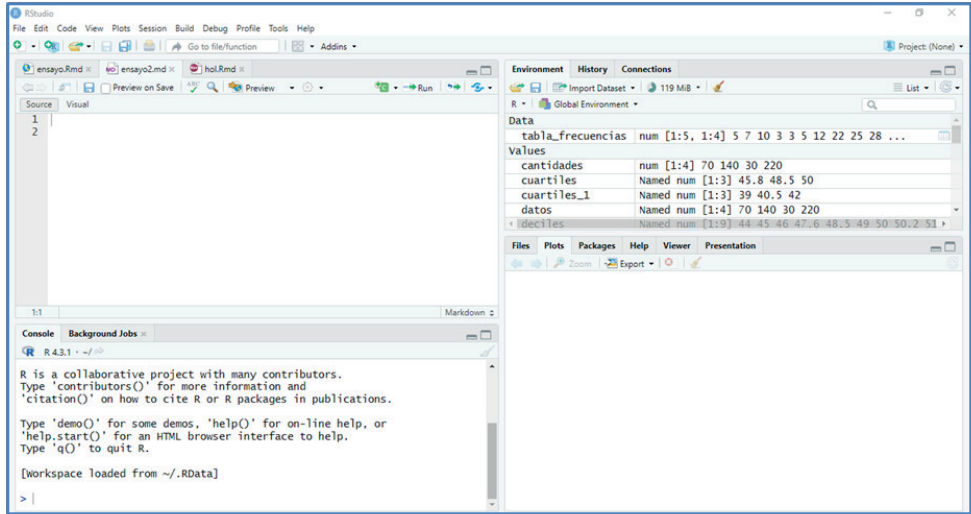 RStudio
File Edit Code View Plots Session Build Debug Profile Tools Help
Go to file/function Addins Project: (None)
ensayo.Rmd ensayo2.md hol.Rmd
Preview on Save Preview Run
Source Visual
1
2
1:1 Markdown
Console Background Jobs
R 4.3.1 · ~/
R is a collaborative project with many contributors.
Type 'contributors()' for more information and
'citation()' on how to cite R or R packages in publications.
Type 'demo()' for some demos, 'help()' for on-line help, or
'help.start()' for an HTML browser interface to help.
Type 'q()' to quit R.
[Workspace loaded from ~/.RData]
>
Environment History Connections
Import Dataset 119 MiB List
R Global Environment
Data
tabla_frecuencias num [1:5, 1:4] 5 7 10 3 3 5 12 22 25 28 ...
Values
cantidades num [1:4] 70 140 30 220
cuartiles Named num [1:3] 45.8 48.5 50
cuartiles_1 Named num [1:3] 39 40.5 42
datos Named num [1:4] 70 140 30 220
deciles Named num [1:9] 44 45 46 47.6 48.5 49 50 50.2 51
Files Plots Packages Help Viewer Presentation
Zoom Export